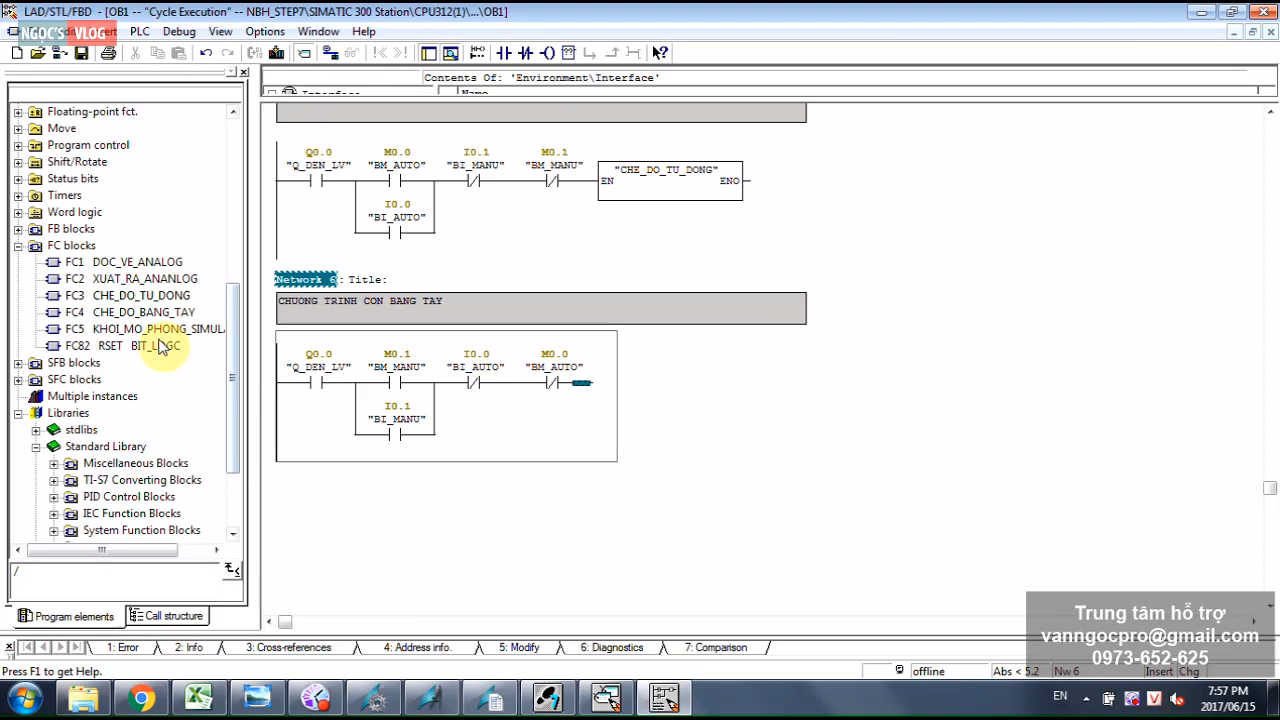 LAD/STL/FBD - [OB1 -- "Cycle Execution" -- NBH_STEP7\SIMATIC 300 Station\CPU312(1)\...\OB1]
NGỌC'S VLOG
PLC Debug View Options Window Help
Contents Of: 'Environment\Interface'
Interface
Name
Floating-point fct.
Move
Program control
Shift/Rotate
Status bits
Timers
Word logic
FB blocks
FC blocks
FC1 DOC_VE_ANALOG
FC2 XUAT_RA_ANANLOG
FC3 CHE_DO_TU_DONG
FC4 CHE_DO_BANG_TAY
FC5 KHOI_MO_PHONG_SIMUL
FC82 RSET
SFB blocks
SFC blocks
Multiple instances
Libraries
stdlibs
Standard Library
Miscellaneous Blocks
TI-S7 Converting Blocks
PID Control Blocks
IEC Function Blocks
System Function Blocks
/
Program elements
Call structure
Q0.0 M0.0 I0.1 M0.1
"Q_DEN_LV" "BM_AUTO" "BI_MANU" "BM_MANU"
"CHE_DO_TU_DONG"
EN ENO
I0.0
"BI_AUTO"
Network 6: Title:
CHUONG TRINH CON BANG TAY
Q0.0 M0.1 I0.0 M0.0
"Q_DEN_LV" "BM_MANU" "BI_AUTO" "BM_AUTO"
I0.1
"BI_MANU"
Trung tâm hỗ trợ
vanngocpro@gmail.com
0973-652-625
1: Error 2: Info 3: Cross-references 4: Address info. 5: Modify 6: Diagnostics 7: Comparison
Press F1 to get Help.
offline Abs < 5.2 Nw 6 Insert Chg
EN
7:57 PM
2017/06/15